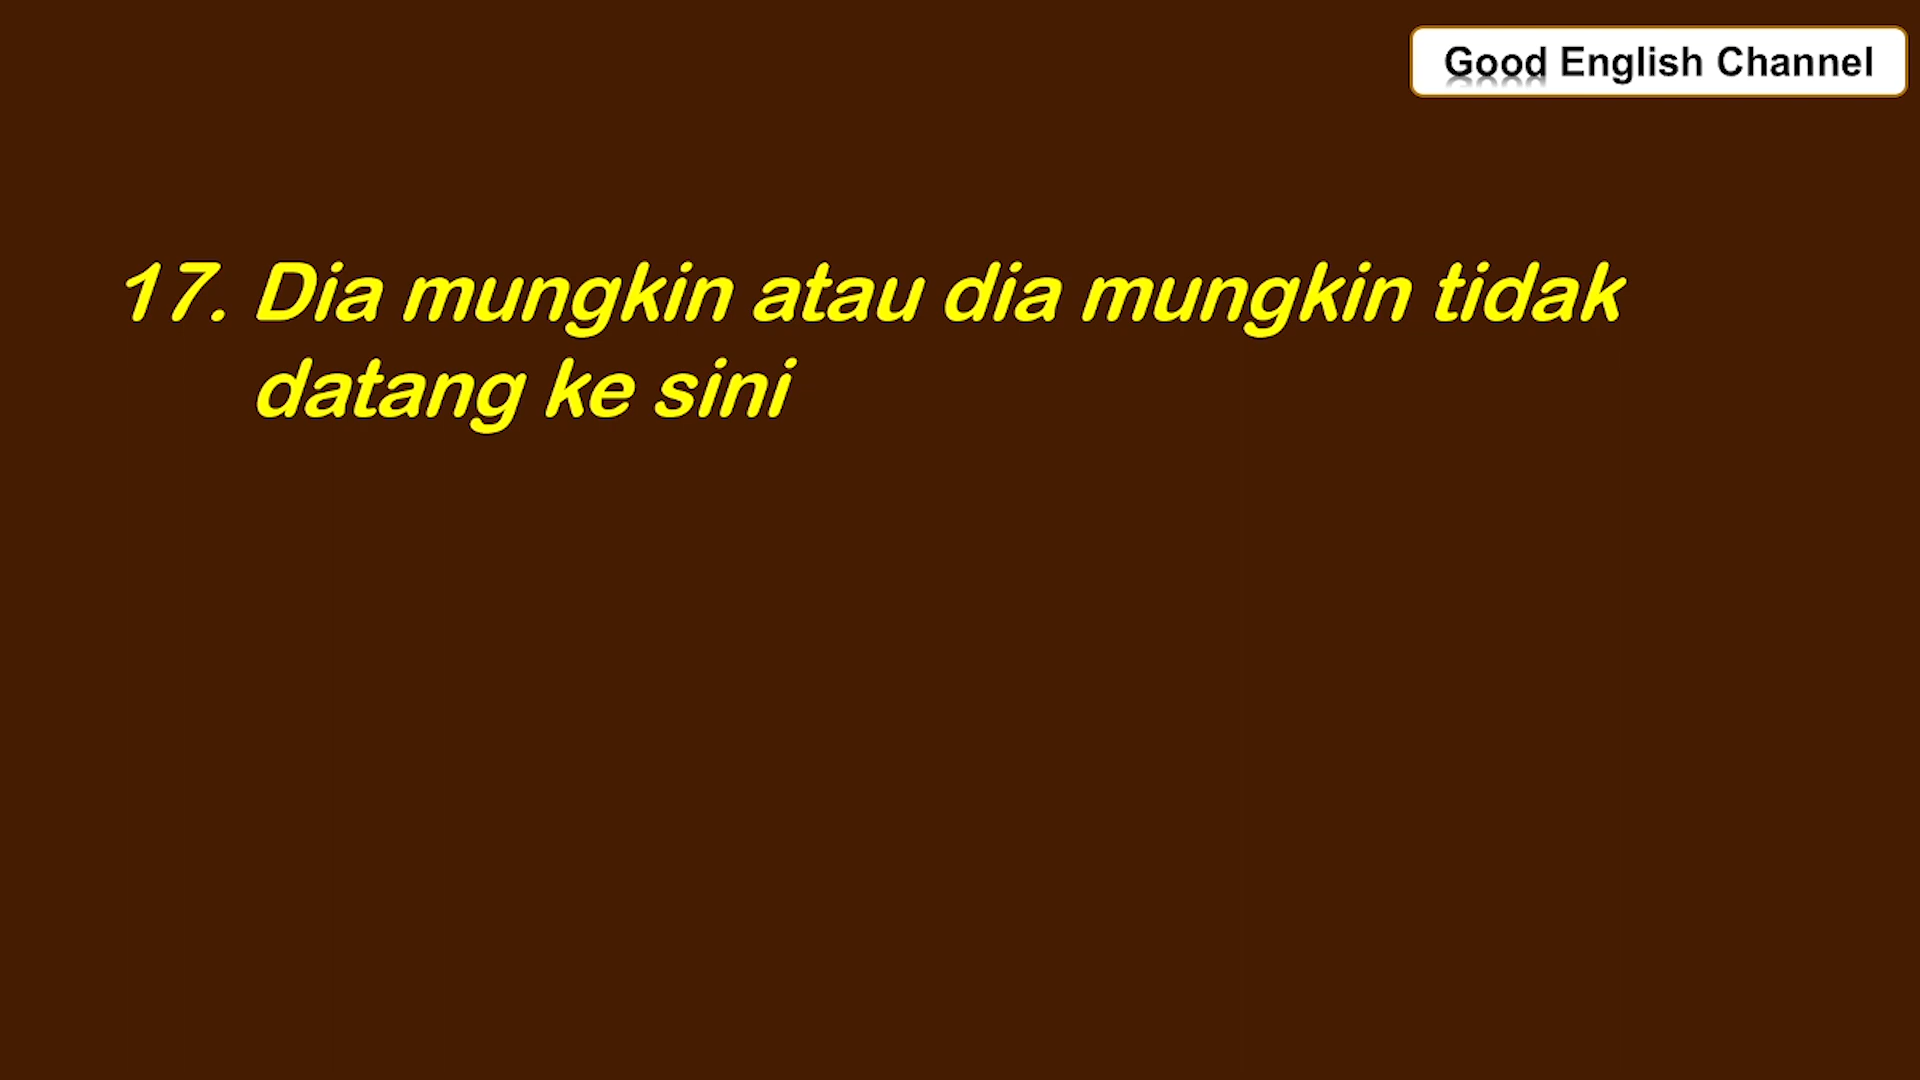 Good English Channel
17. Dia mungkin atau dia mungkin tidak
datang ke sini